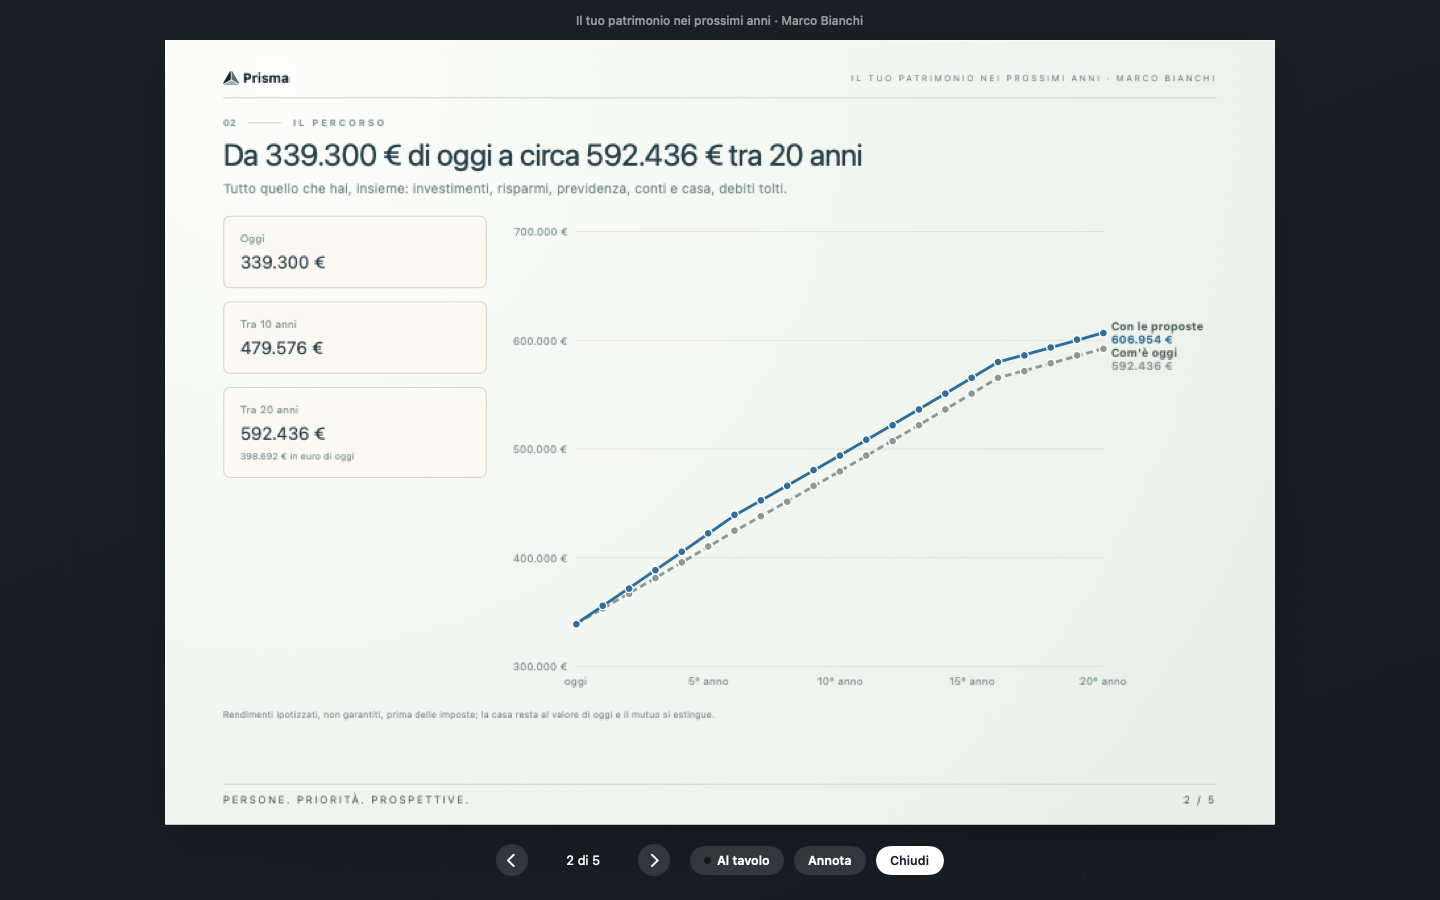 Il tuo patrimonio nei prossimi anni · Marco Bianchi
Prisma
IL TUO PATRIMONIO NEI PROSSIMI ANNI · MARCO BIANCHI
02 IL PERCORSO
Da 339.300 € di oggi a circa 592.436 € tra 20 anni
Tutto quello che hai, insieme: investimenti, risparmi, previdenza, conti e casa, debiti tolti.
Oggi
339.300 €
Tra 10 anni
479.576 €
Tra 20 anni
592.436 €
398.692 € in euro di oggi
700.000 €
600.000 €
500.000 €
400.000 €
300.000 €
oggi
5° anno
10° anno
15° anno
20° anno
Con le proposte
606.954 €
Com'è oggi
592.436 €
Rendimenti ipotizzati, non garantiti, prima delle imposte; la casa resta al valore di oggi e il mutuo si estingue.
PERSONE. PRIORITÀ. PROSPETTIVE.
2 / 5
2 di 5
Al tavolo
Annota
Chiudi